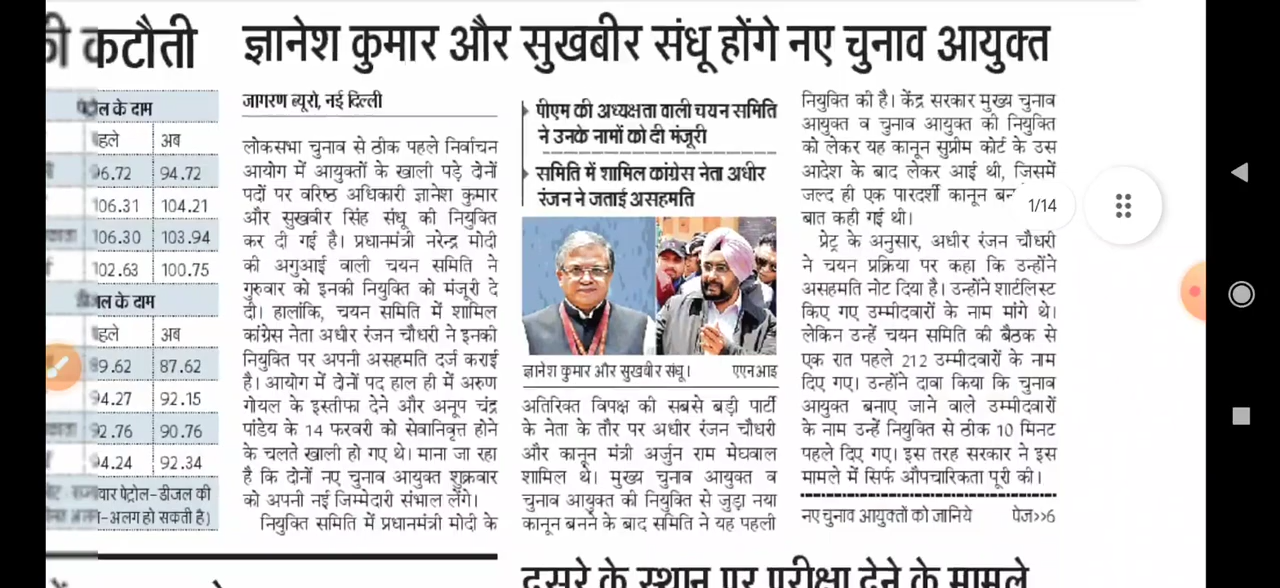 की कटौती
पेट्रोल के दाम
पहले अब
96.72 94.72
106.31 104.21
106.30 103.94
102.63 100.75
डीजल के दाम
पहले अब
89.62 87.62
94.27 92.15
92.76 90.76
94.24 92.34
वार पेट्रोल-डीजल की
-अलग हो सकती है)
ज्ञानेश कुमार और सुखबीर संधू होंगे नए चुनाव आयुक्त
जागरण ब्यूरो, नई दिल्ली
लोकसभा चुनाव से ठीक पहले निर्वाचन
आयोग में आयुक्तों के खाली पड़े दोनों
पदों पर वरिष्ठ अधिकारी ज्ञानेश कुमार
और सुखबीर सिंह संधू की नियुक्ति
कर दी गई है। प्रधानमंत्री नरेन्द्र मोदी
की अगुआई वाली चयन समिति ने
गुरुवार को इनकी नियुक्ति को मंजूरी दे
दी। हालांकि, चयन समिति में शामिल
कांग्रेस नेता अधीर रंजन चौधरी ने इनकी
नियुक्ति पर अपनी असहमति दर्ज कराई
है। आयोग में दोनों पद हाल ही में अरुण
गोयल के इस्तीफा देने और अनूप चंद्र
पांडेय के 14 फरवरी को सेवानिवृत्त होने
के चलते खाली हो गए थे। माना जा रहा
है कि दोनों नए चुनाव आयुक्त शुक्रवार
को अपनी नई जिम्मेदारी संभाल लेंगे।
नियुक्ति समिति में प्रधानमंत्री मोदी के
पीएम की अध्यक्षता वाली चयन समिति
ने उनके नामों को दी मंजूरी
समिति में शामिल कांग्रेस नेता अधीर
रंजन ने जताई असहमति
ज्ञानेश कुमार और सुखबीर संधू। एएनआइ
अतिरिक्त विपक्ष की सबसे बड़ी पार्टी
के नेता के तौर पर अधीर रंजन चौधरी
और कानून मंत्री अर्जुन राम मेघवाल
शामिल थे। मुख्य चुनाव आयुक्त व
चुनाव आयुक्त की नियुक्ति से जुड़ा नया
कानून बनने के बाद समिति ने यह पहली
नियुक्ति की है। केंद्र सरकार मुख्य चुनाव
आयुक्त व चुनाव आयुक्त की नियुक्ति
को लेकर यह कानून सुप्रीम कोर्ट के उस
आदेश के बाद लेकर आई थी, जिसमें
जल्द ही एक पारदर्शी कानून
बात कही गई थी।
प्रेट्र के अनुसार, अधीर रंजन चौधरी
ने चयन प्रक्रिया पर कहा कि उन्होंने
असहमति नोट दिया है। उन्होंने शार्टलिस्ट
किए गए उम्मीदवारों के नाम मांगे थे।
लेकिन उन्हें चयन समिति की बैठक से
एक रात पहले 212 उम्मीदवारों के नाम
दिए गए। उन्होंने दावा किया कि चुनाव
आयुक्त बनाए जाने वाले उम्मीदवारों
के नाम उन्हें नियुक्ति से ठीक 10 मिनट
पहले दिए गए। इस तरह सरकार ने इस
मामले में सिर्फ औपचारिकता पूरी की।
नए चुनाव आयुक्तों को जानिये पेज>>6
1/14
दूसरे के स्थान पर परीक्षा देने के मामले